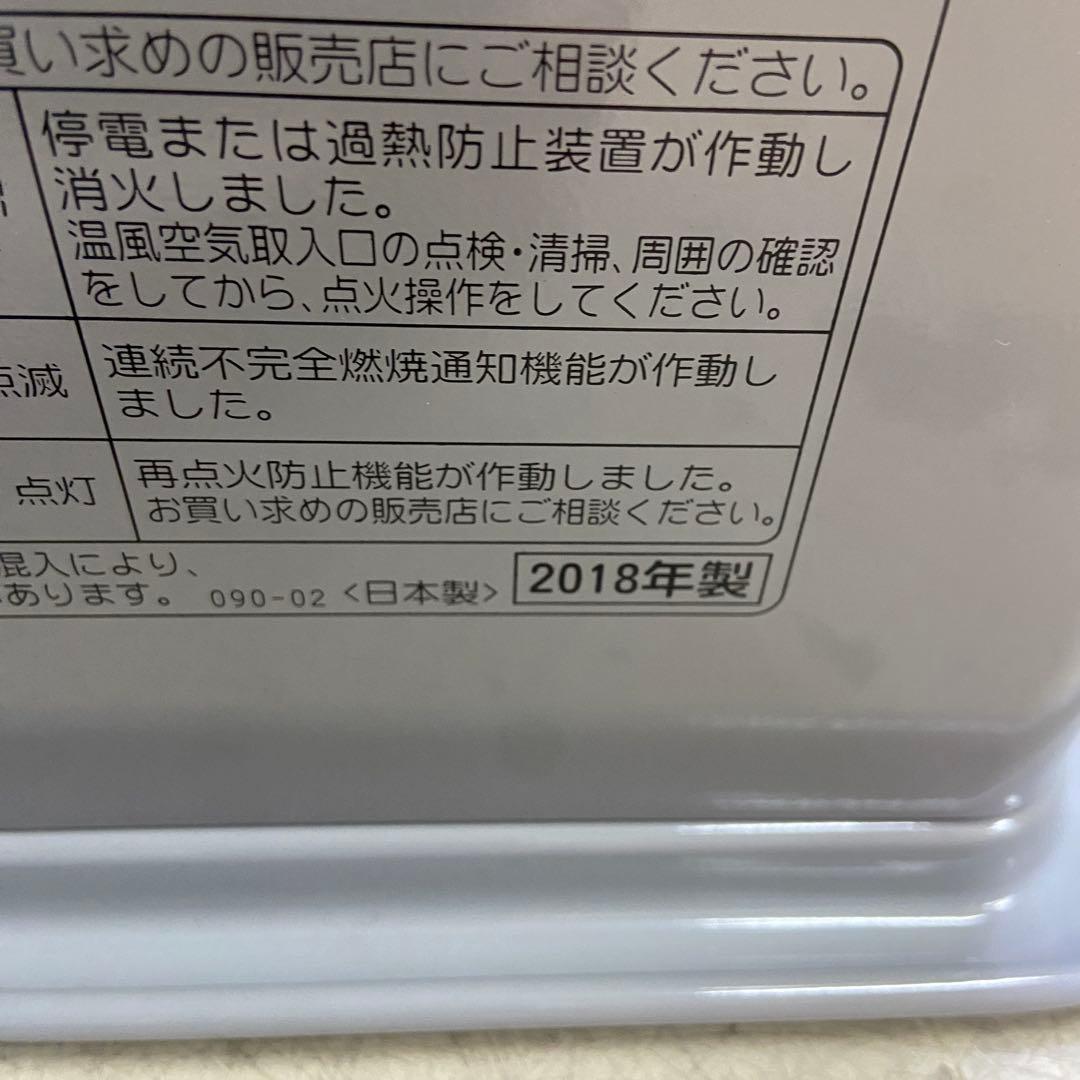 買い求めの販売店にご相談ください。
停電または過熱防止装置が作動し
消火しました。
温風空気取入口の点検・清掃、周囲の確認
をしてから、点火操作をしてください。
点滅
連続不完全燃焼通知機能が作動し
ました。
点灯
再点火防止機能が作動しました。
お買い求めの販売店にご相談ください。
混入により、
あります。 090-02 <日本製> 2018年製